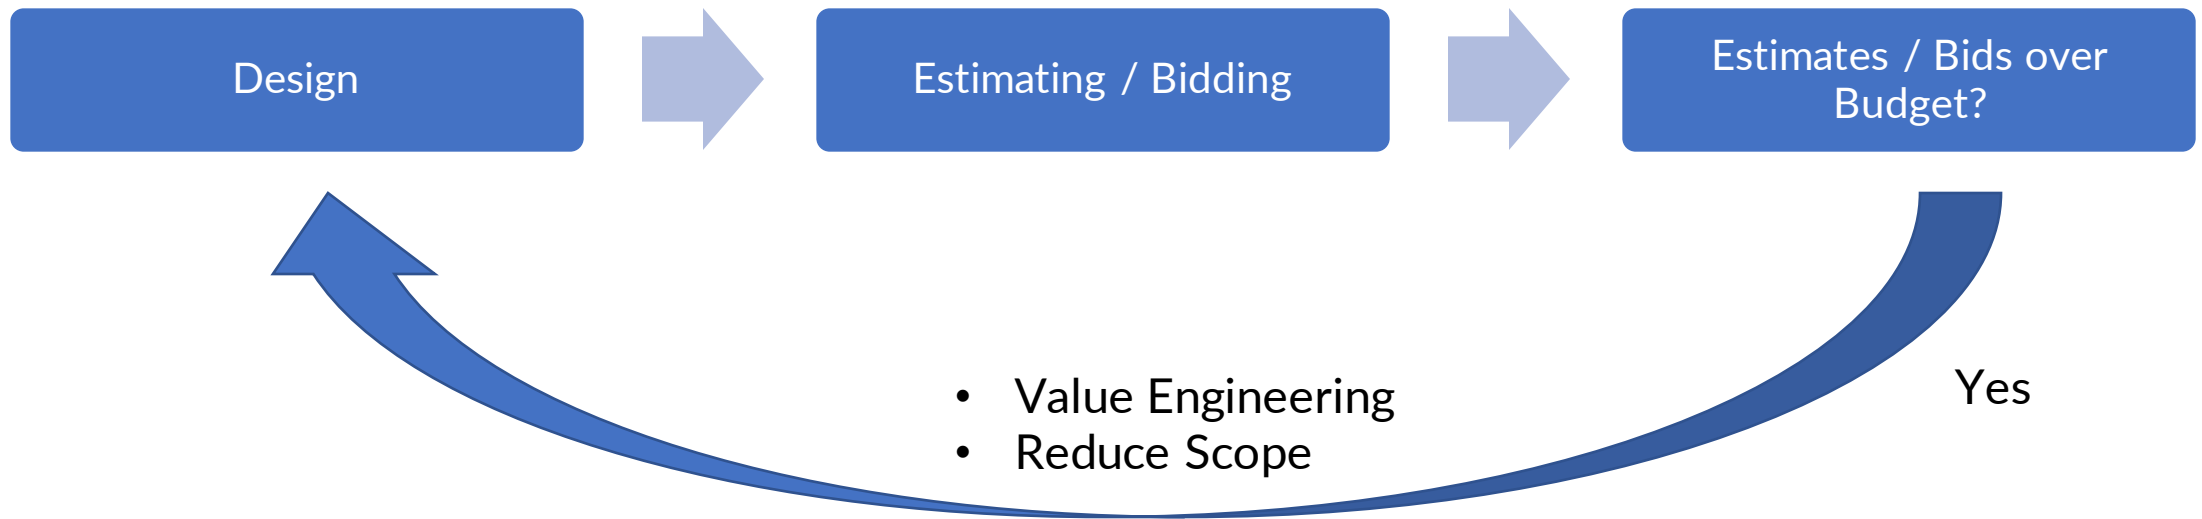 Design
Estimating / Bidding
Estimates / Bids over
Budget?
Yes
• Value Engineering
• Reduce Scope